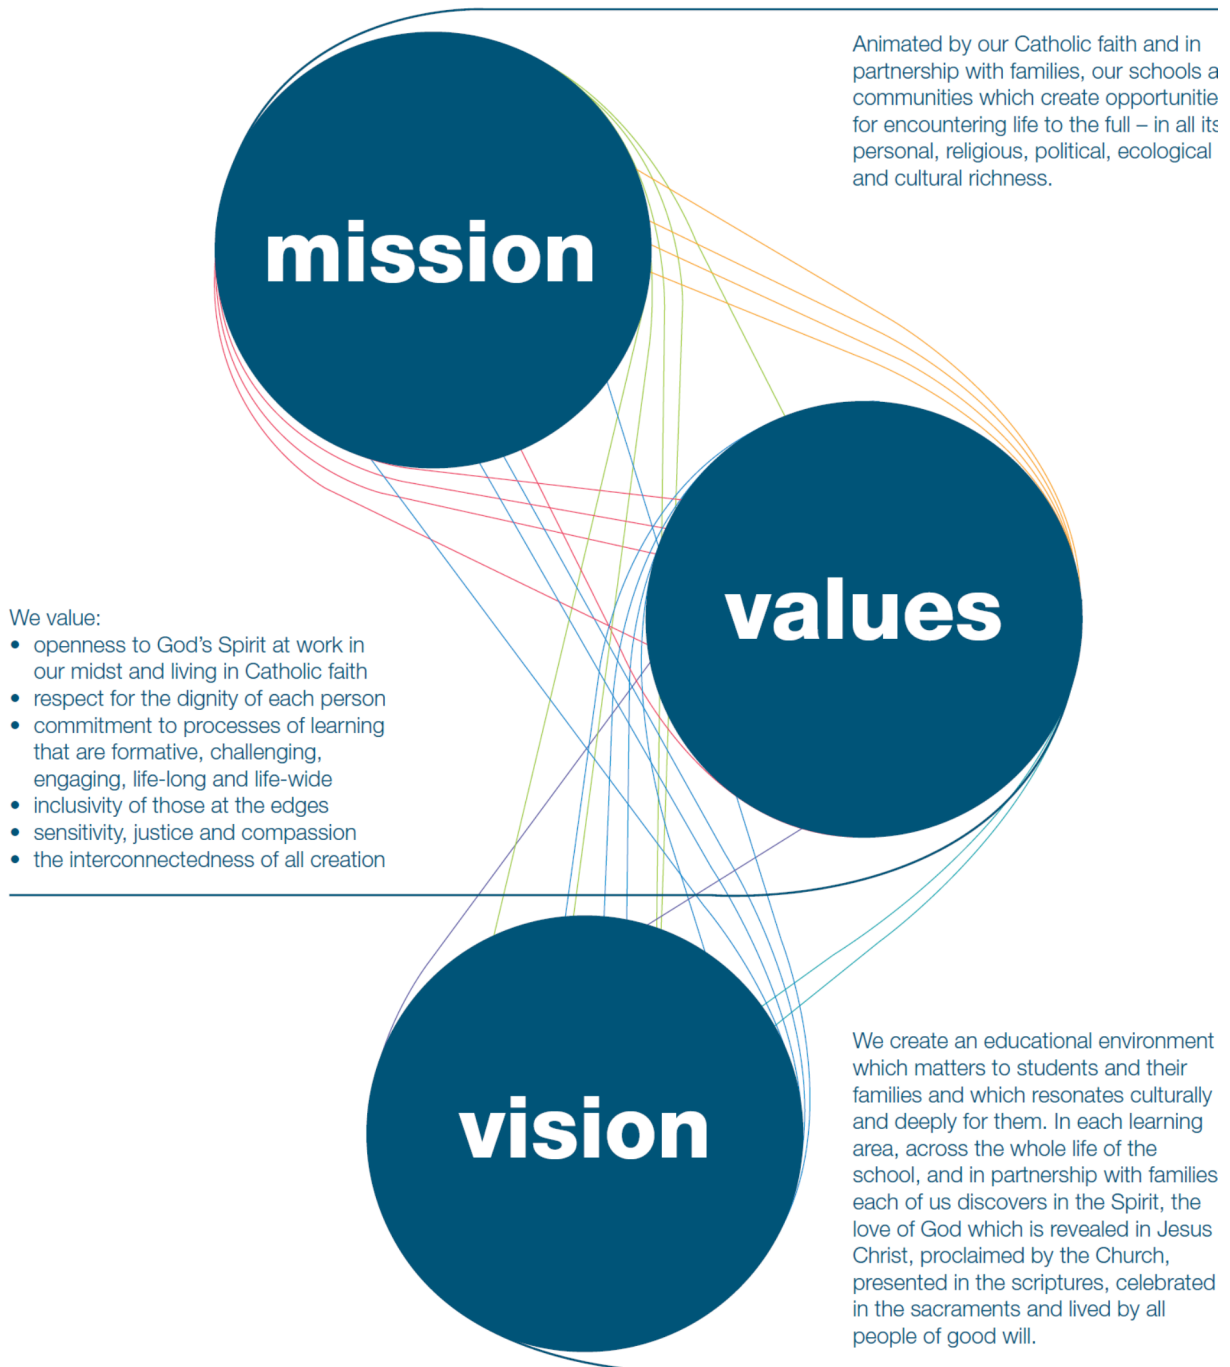 Animated by our Catholic faith and in
partnership with families, our schools a
communities which create opportunitie
for encountering life to the full – in all its
personal, religious, political, ecological
and cultural richness.
mission
values
We value:
• openness to God’s Spirit at work in
our midst and living in Catholic faith
• respect for the dignity of each person
• commitment to processes of learning
that are formative, challenging,
engaging, life-long and life-wide
• inclusivity of those at the edges
• sensitivity, justice and compassion
• the interconnectedness of all creation
vision
We create an educational environment
which matters to students and their
families and which resonates culturally
and deeply for them. In each learning
area, across the whole life of the
school, and in partnership with families
each of us discovers in the Spirit, the
love of God which is revealed in Jesus
Christ, proclaimed by the Church,
presented in the scriptures, celebrated
in the sacraments and lived by all
people of good will.